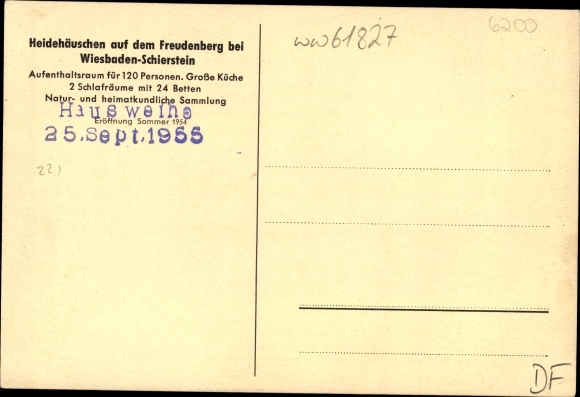 Heidehäuschen auf dem Freudenberg bei
Wiesbaden-Schierstein
Aufenthaltsraum für 120 Personen. Große Küche
2 Schlafräume mit 24 Betten
Natur- und heimatkundliche Sammlung
Hausweihe
Eröffnung Sommer 1954
25.Sept.1955
22)
ww61827
6200
DF